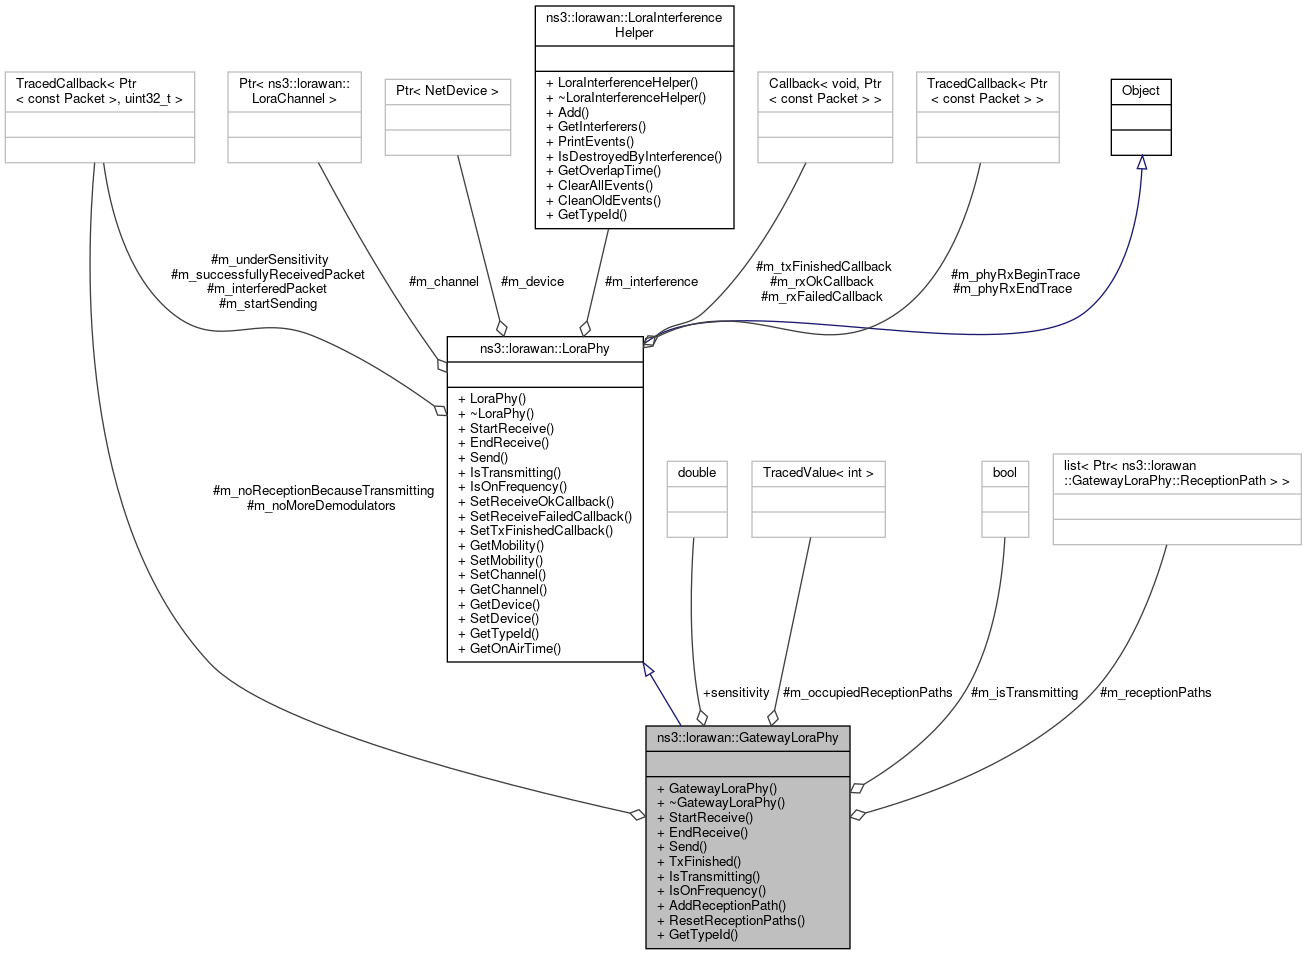 ns3::lorawan::LoraInterference
Helper
+ LoraInterferenceHelper()
+ ~LoraInterferenceHelper()
+ Add()
+ GetInterferers()
+ PrintEvents()
+ IsDestroyedByInterference()
+ GetOverlapTime()
+ ClearAllEvents()
+ CleanOldEvents()
+ GetTypeId()
TracedCallback< Ptr
< const Packet >, uint32_t >
Ptr< ns3::lorawan::
LoraChannel >
Ptr< NetDevice >
Callback< void, Ptr
< const Packet > >
TracedCallback< Ptr
< const Packet > >
Object
#m_underSensitivity
#m_successfullyReceivedPacket
#m_interferedPacket
#m_startSending
#m_channel
#m_device
#m_interference
#m_txFinishedCallback
#m_rxOkCallback
#m_rxFailedCallback
#m_phyRxBeginTrace
#m_phyRxEndTrace
ns3::lorawan::LoraPhy
+ LoraPhy()
+ ~LoraPhy()
+ StartReceive()
+ EndReceive()
+ Send()
+ IsTransmitting()
+ IsOnFrequency()
+ SetReceiveOkCallback()
+ SetReceiveFailedCallback()
+ SetTxFinishedCallback()
+ GetMobility()
+ SetMobility()
+ SetChannel()
+ GetChannel()
+ GetDevice()
+ SetDevice()
+ GetTypeId()
+ GetOnAirTime()
double
TracedValue< int >
bool
list< Ptr< ns3::lorawan
::GatewayLoraPhy::ReceptionPath > >
#m_noReceptionBecauseTransmitting
#m_noMoreDemodulators
+sensitivity
#m_occupiedReceptionPaths
#m_isTransmitting
#m_receptionPaths
ns3::lorawan::GatewayLoraPhy
+ GatewayLoraPhy()
+ ~GatewayLoraPhy()
+ StartReceive()
+ EndReceive()
+ Send()
+ TxFinished()
+ IsTransmitting()
+ IsOnFrequency()
+ AddReceptionPath()
+ ResetReceptionPaths()
+ GetTypeId()